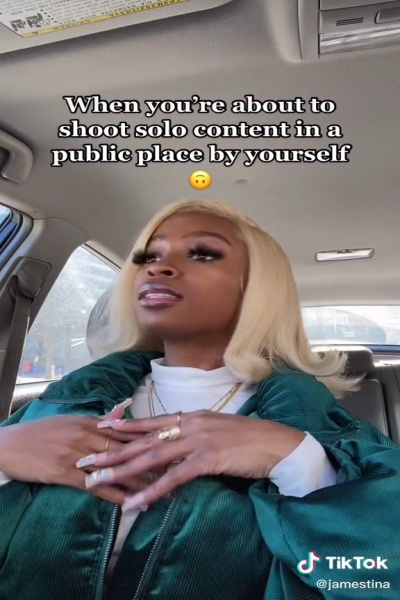 When you're about to
shoot solo content in a
public place by yourself
🙃
TikTok
@jamestina